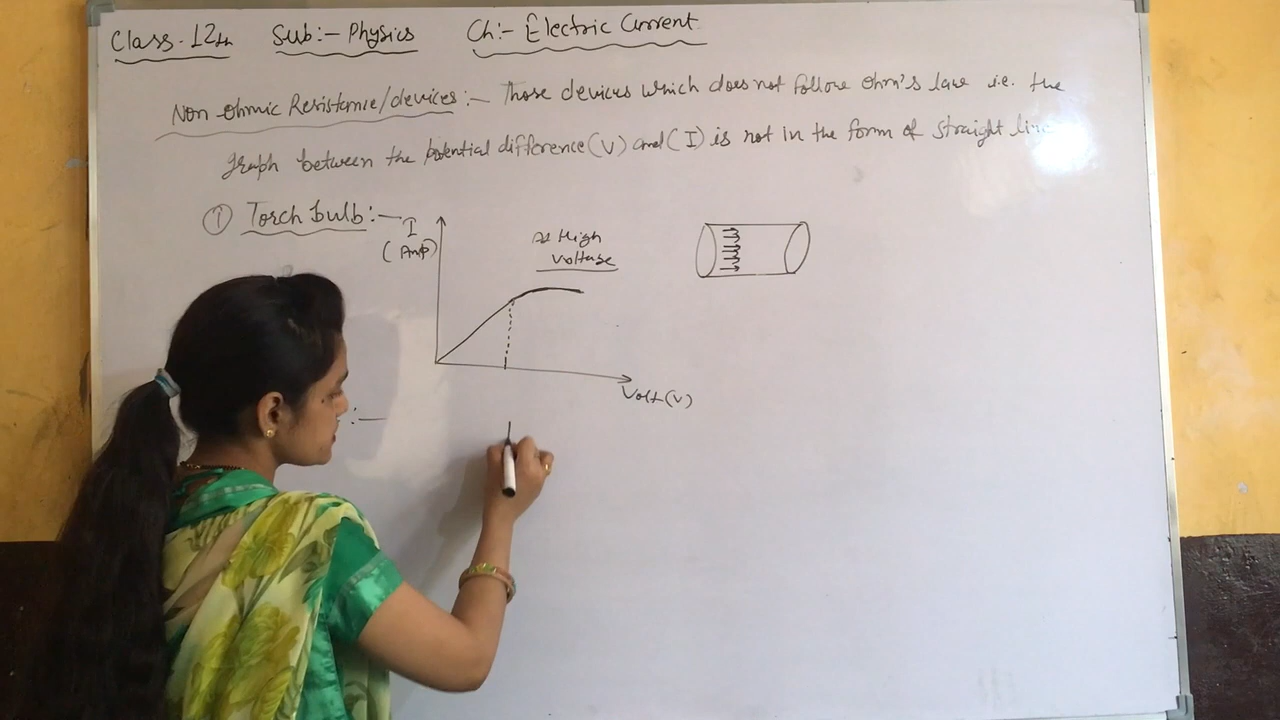 Class. 12th Sub:- Physics Ch:- Electric Current
Non ohmic Resistance/devices:- Those devices which does not follow ohm's law i.e. the
graph between the potential difference (V) and (I) is not in the form of straight line
① Torch bulb:-
I
(Amp)
At High
voltage
Volt(V)
:-